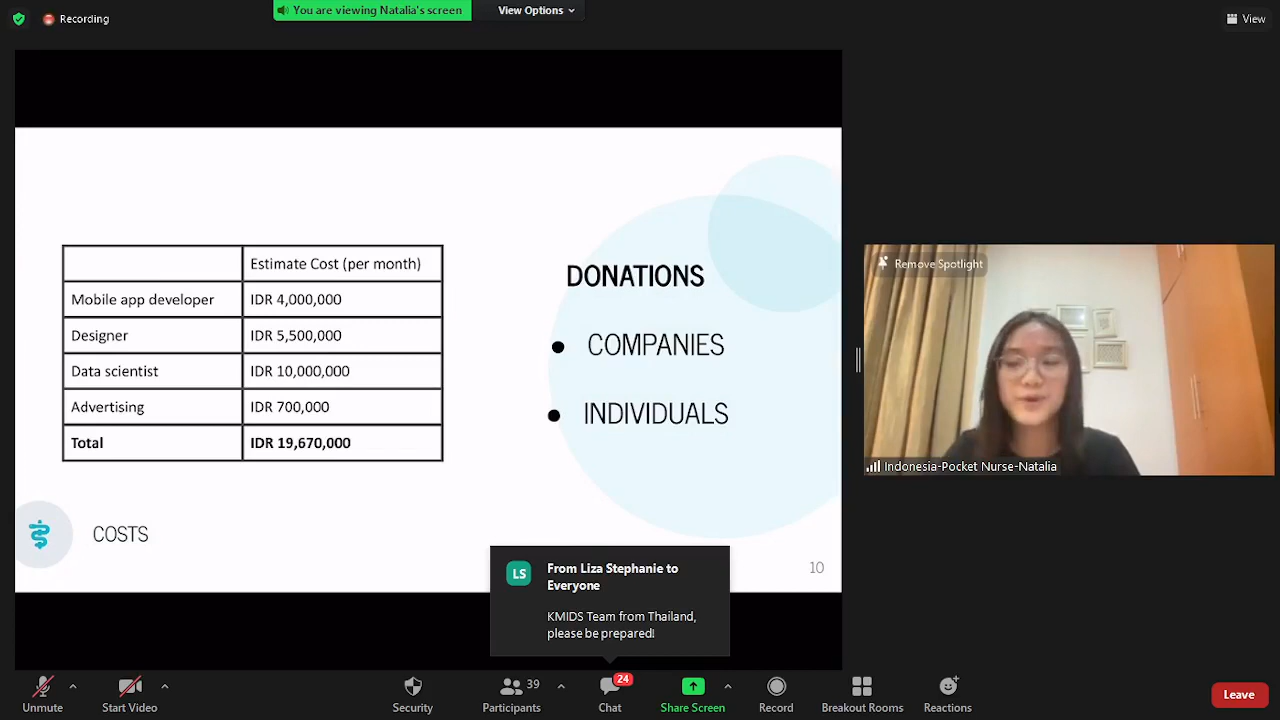 Recording
You are viewing Natalia's screen
View Options
View
Estimate Cost (per month)
Mobile app developer IDR 4,000,000
Designer IDR 5,500,000
Data scientist IDR 10,000,000
Advertising IDR 700,000
Total IDR 19,670,000
DONATIONS
• COMPANIES
• INDIVIDUALS
COSTS
10
Remove Spotlight
Indonesia-Pocket Nurse-Natalia
LS
From Liza Stephanie to
Everyone
KMIDS Team from Thailand,
please be prepared!
Unmute
Start Video
Security
39
Participants
24
Chat
Share Screen
Record
Breakout Rooms
Reactions
Leave